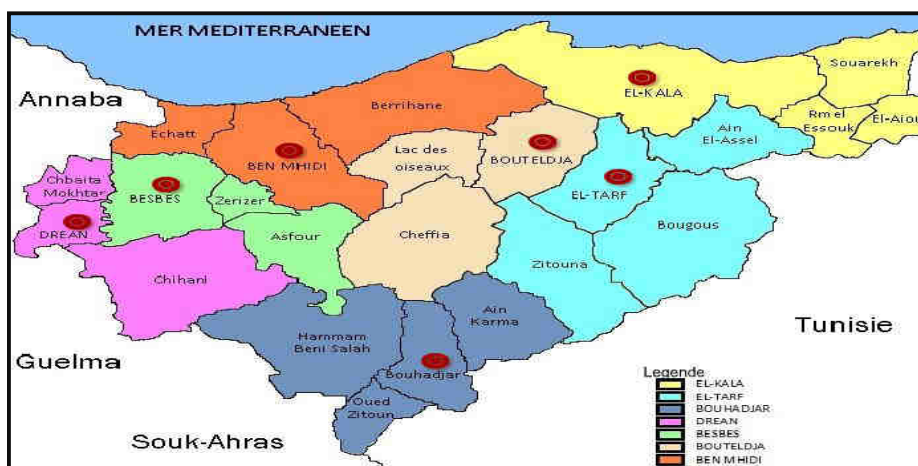 MER MEDITERRANEEN
Annaba
Souarekh
EL-KALA
Berrihane
Rmel
Essouk
El-Aiou
Echatt
Ain
El-Assel
BEN MHIDI
Lac des
oiseaux
BOUTELDJA
Chbaita
Mokhtar
BESBES
Zerizer
EL-TARF
DREAN
Asfour
Cheffia
Bougous
Zitouna
Chihani
Ain
Karma
Tunisie
Hammam
Beni Salah
Guelma
Bouhadjar
Oued
Zitoun
Souk-Ahras
Legende
EL-KALA
EL-TARF
BOUHADJAR
DREAN
BESBES
BOUTELDJA
BEN MHIDI